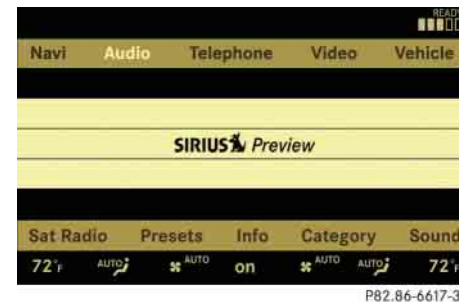 READY
Navi Audio Telephone Video Vehicle
SIRIUS Preview
Sat Radio Presets Info Category Sound
72°F AUTO AUTO on AUTO AUTO 72°F
P82.86-6617-3